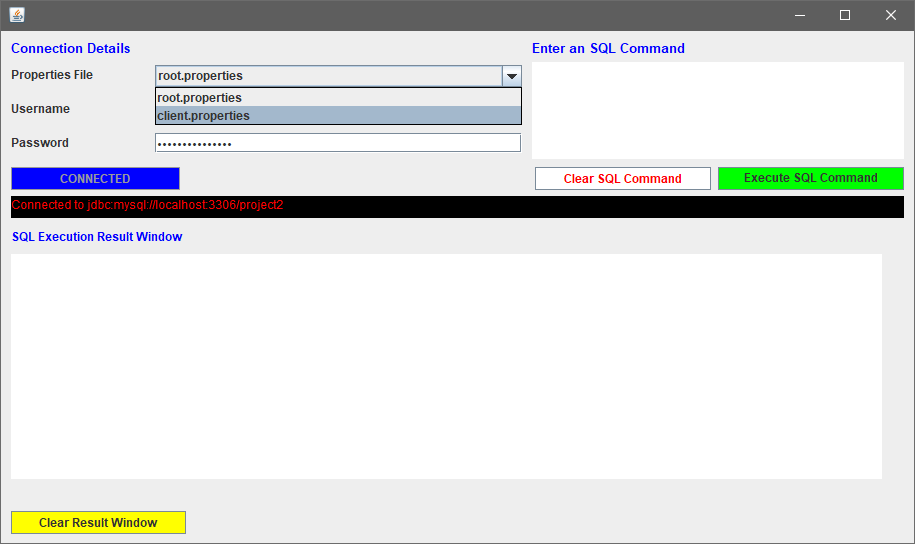 Connection Details
Enter an SQL Command
Properties File
root.properties
root.properties
client.properties
Username
Password
•••••••••••••••
CONNECTED
Clear SQL Command
Execute SQL Command
Connected to jdbc:mysql://localhost:3306/project2
SQL Execution Result Window
Clear Result Window